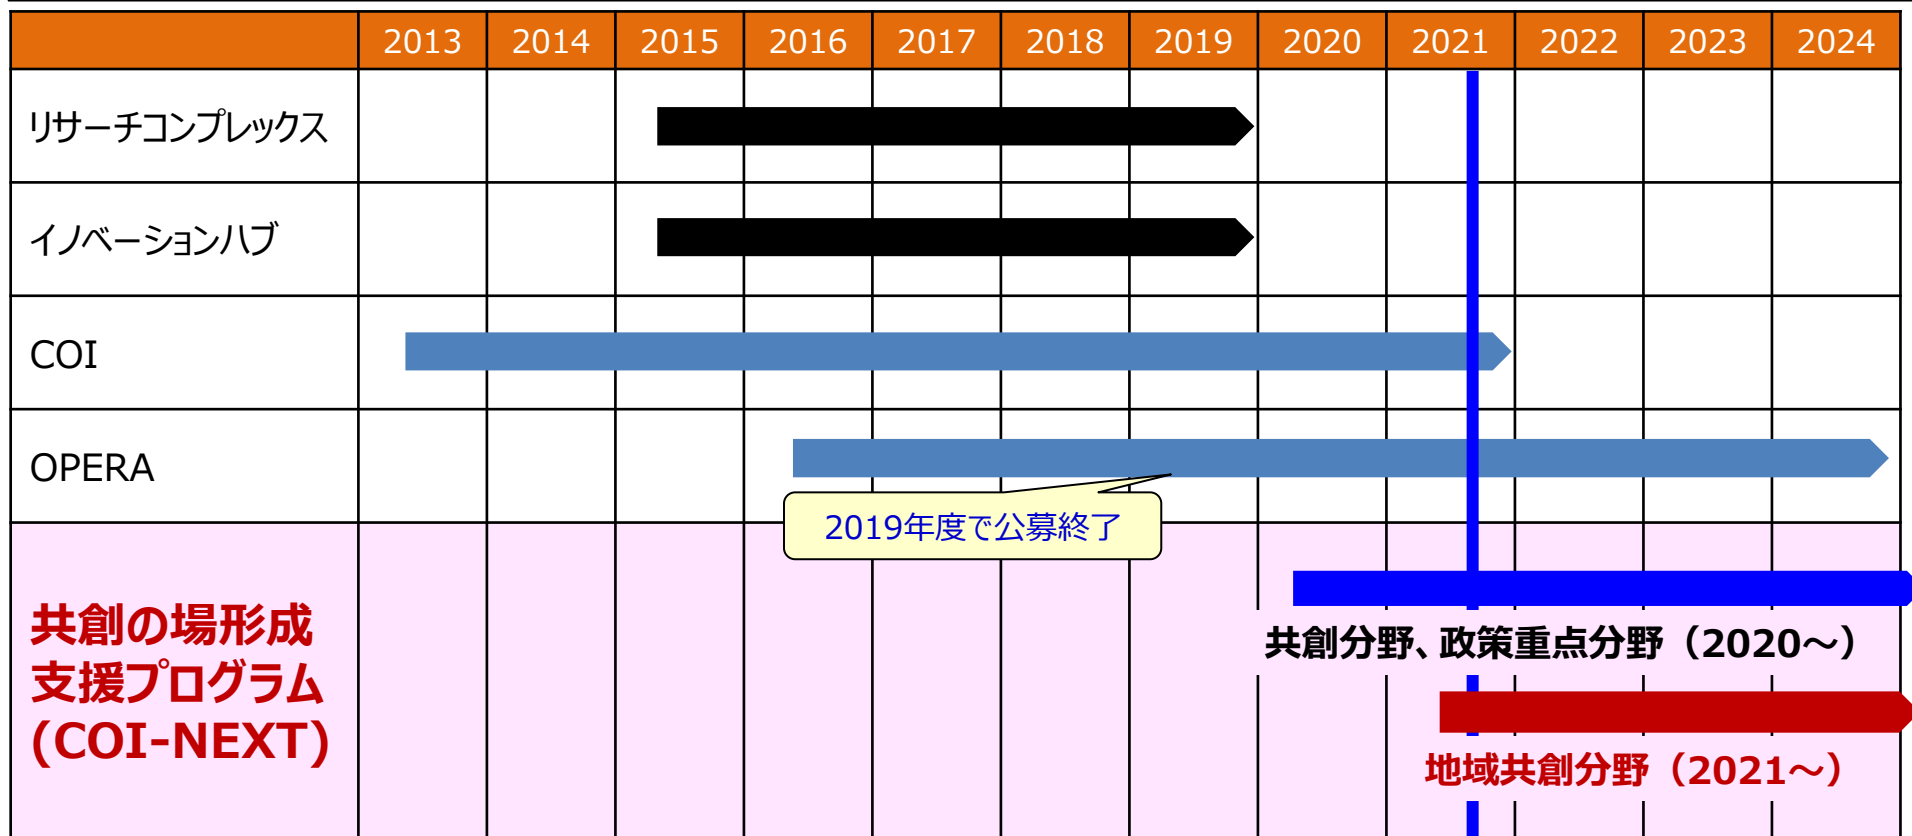 2013 2014 2015 2016 2017 2018 2019 2020 2021 2022 2023 2024
リサーチコンプレックス
イノベーションハブ
COI
OPERA
2019年度で公募終了
共創の場形成
支援プログラム
(COI-NEXT)
共創分野、政策重点分野（2020～）
地域共創分野（2021～）